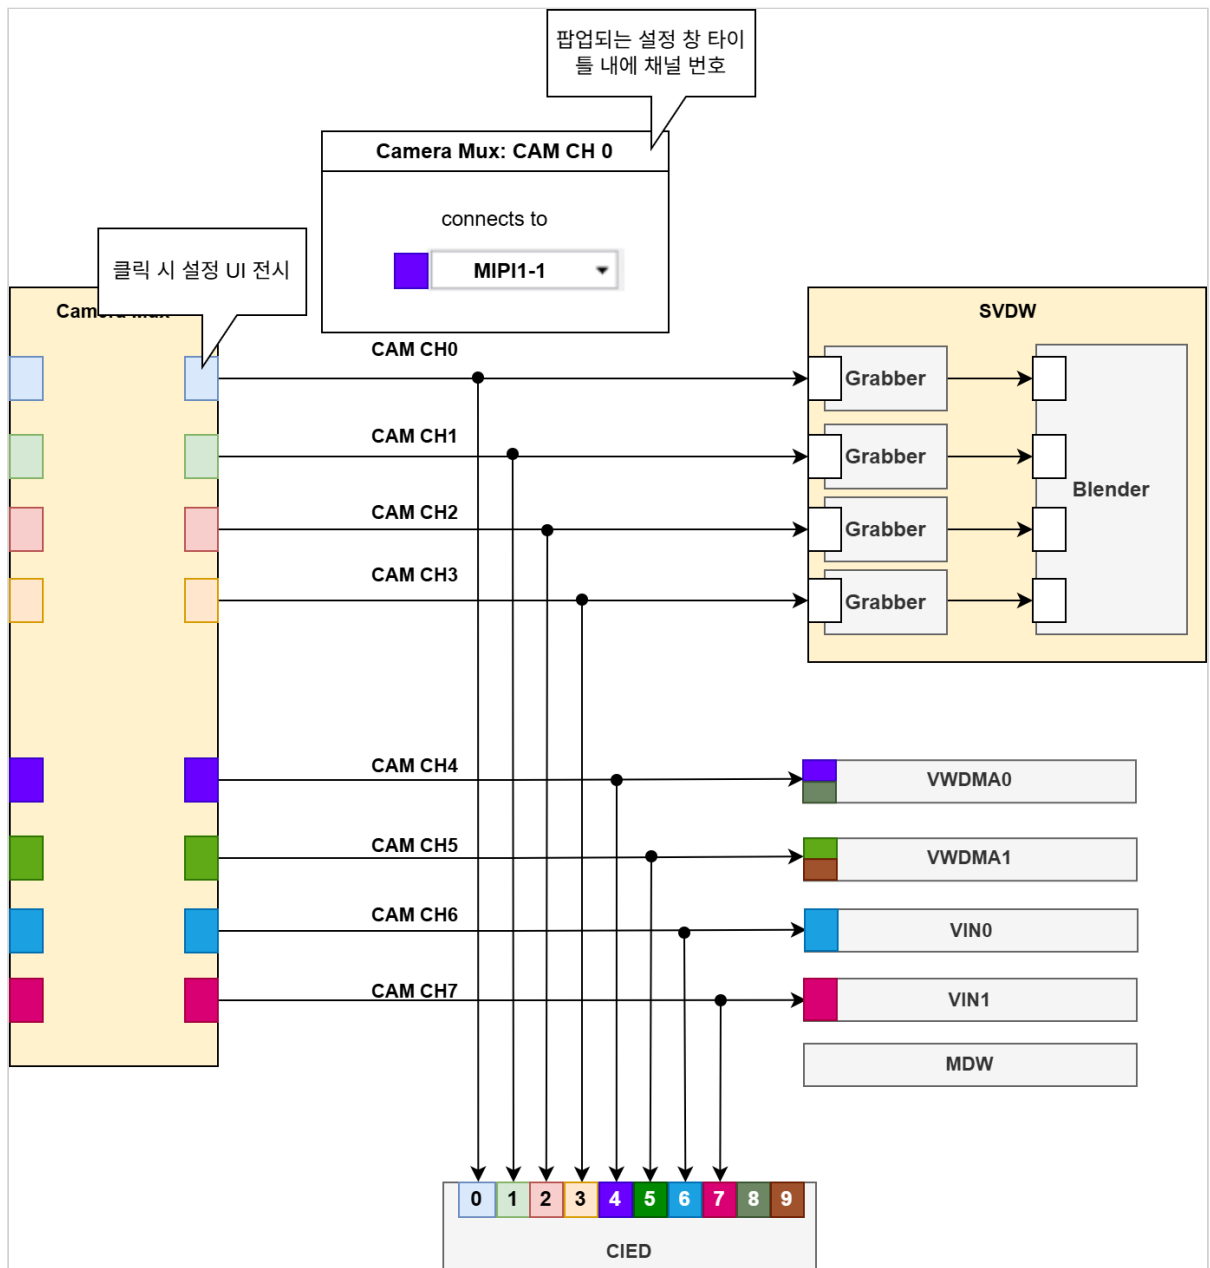 팝업되는 설정 창 타이
틀 내에 채널 번호
Camera Mux: CAM CH 0
connects to
MIPI1-1
클릭 시 설정 UI 전시
Camera Mux
SVDW
CAM CH0
Grabber
CAM CH1
Grabber
Blender
CAM CH2
Grabber
CAM CH3
Grabber
CAM CH4
VWDMA0
CAM CH5
VWDMA1
CAM CH6
VIN0
CAM CH7
VIN1
MDW
0 1 2 3 4 5 6 7 8 9
CIED